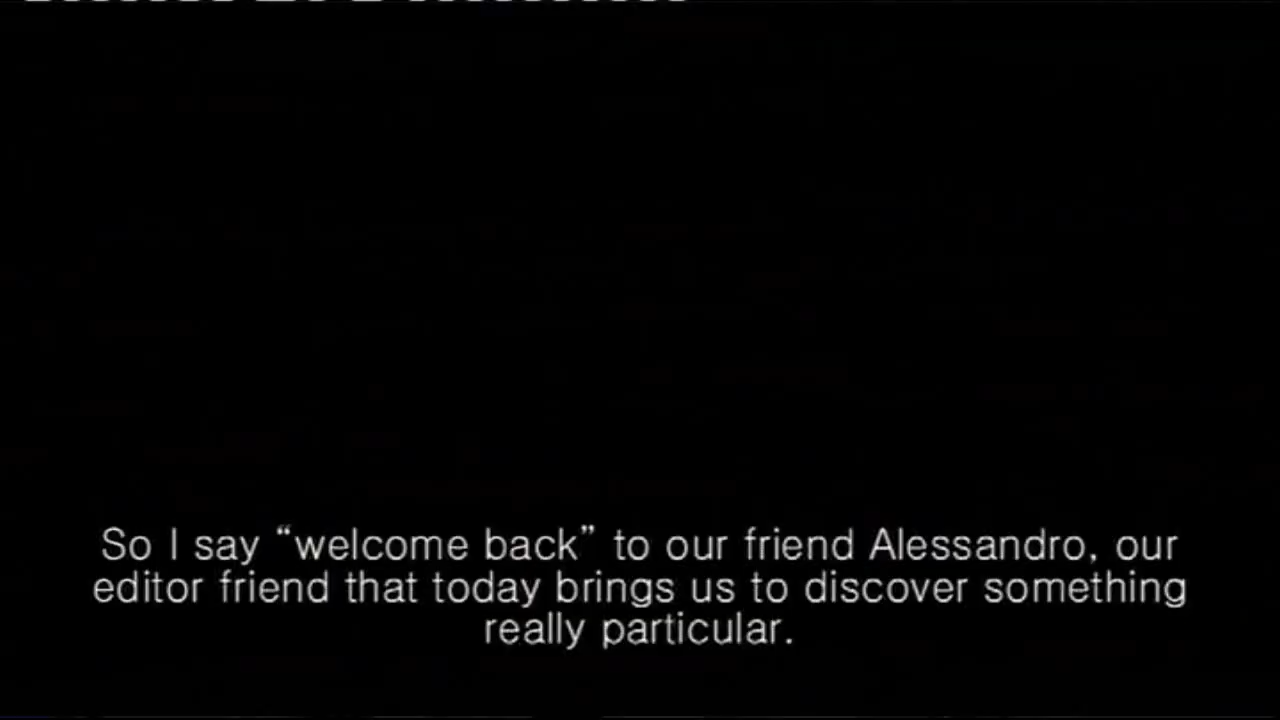 So I say “welcome back” to our friend Alessandro, our
editor friend that today brings us to discover something
really particular.